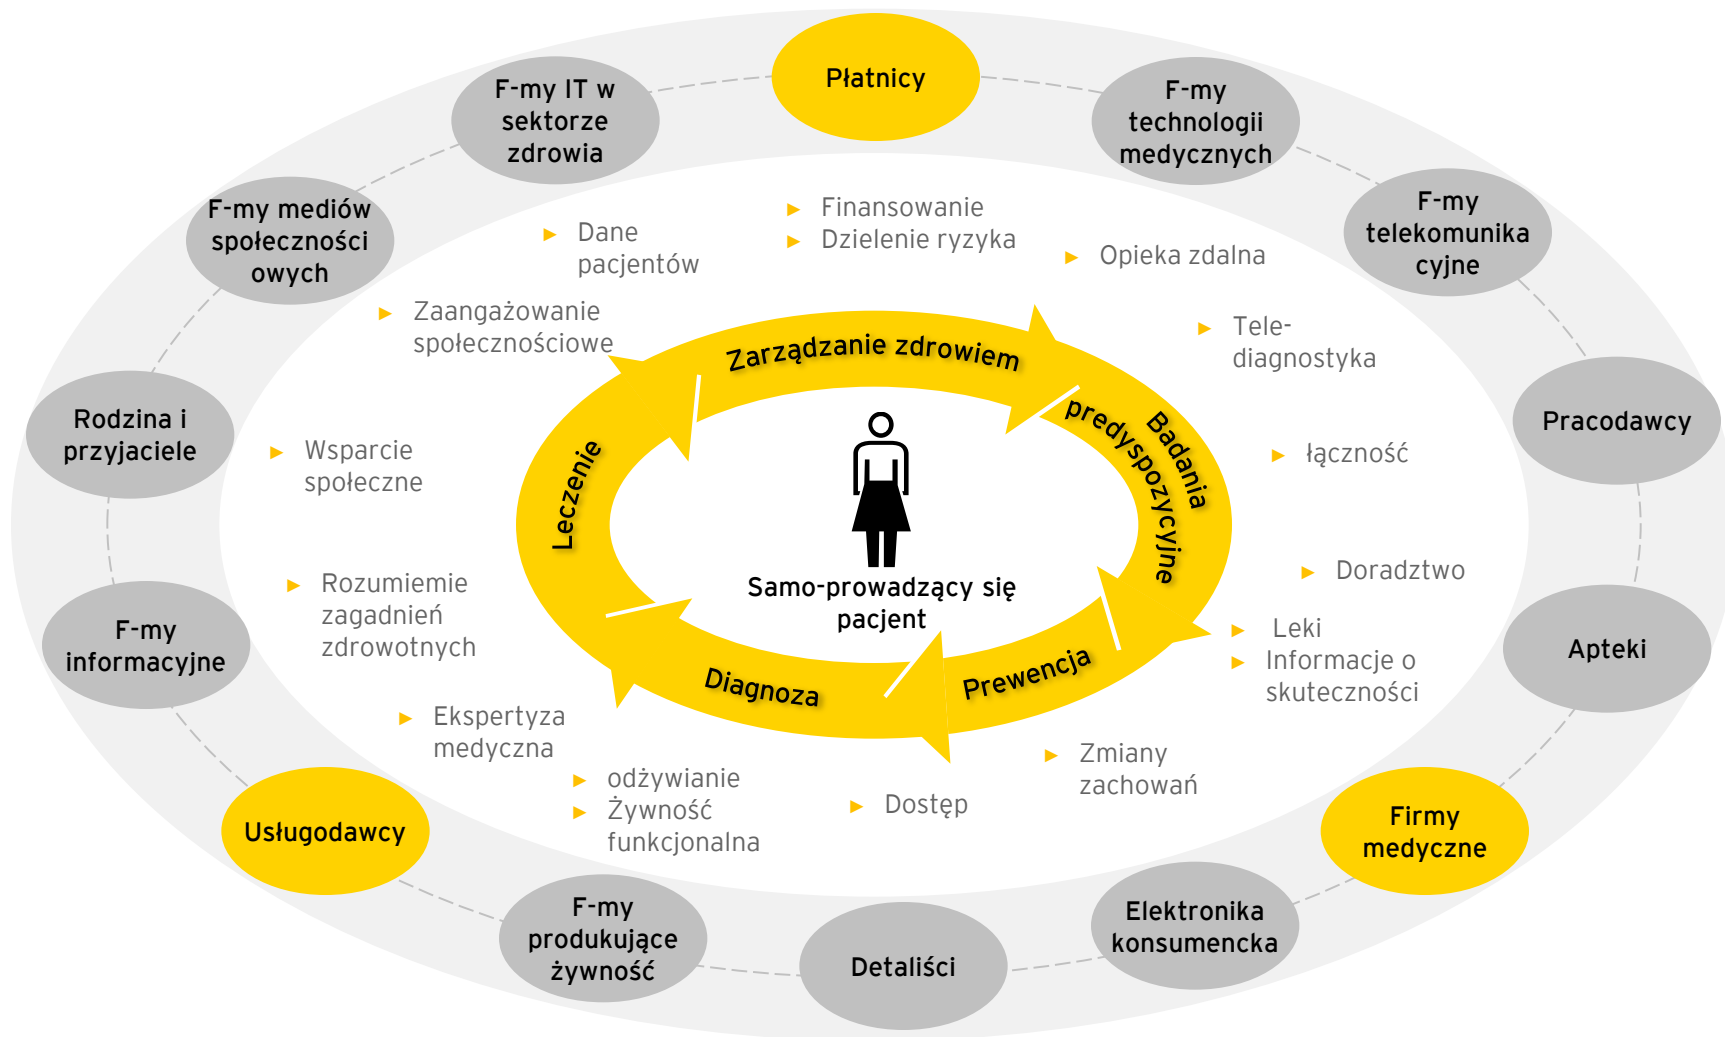 Płatnicy
F-my IT w
sektorze
zdrowia
F-my
technologii
medycznych
F-my mediów
społeczności
owych
F-my
telekomunika
cyjne
Finansowanie
Dzielenie ryzyka
Dane
pacjentów
Opieka zdalna
Zaangażowanie
społecznościowe
Tele-
diagnostyka
Zarządzanie zdrowiem
Badania
predyspozycyjne
Rodzina i
przyjaciele
Pracodawcy
Wsparcie
społeczne
łączność
Leczenie
Samo-prowadzący się
pacjent
Rozumiemie
zagadnień
zdrowotnych
Doradztwo
F-my
informacyjne
Leki
Informacje o
skuteczności
Apteki
Diagnoza
Prewencja
Ekspertyza
medyczna
Zmiany
zachowań
odżywianie
Żywność
funkcjonalna
Dostęp
Usługodawcy
Firmy
medyczne
F-my
produkujące
żywność
Detaliści
Elektronika
konsumencka